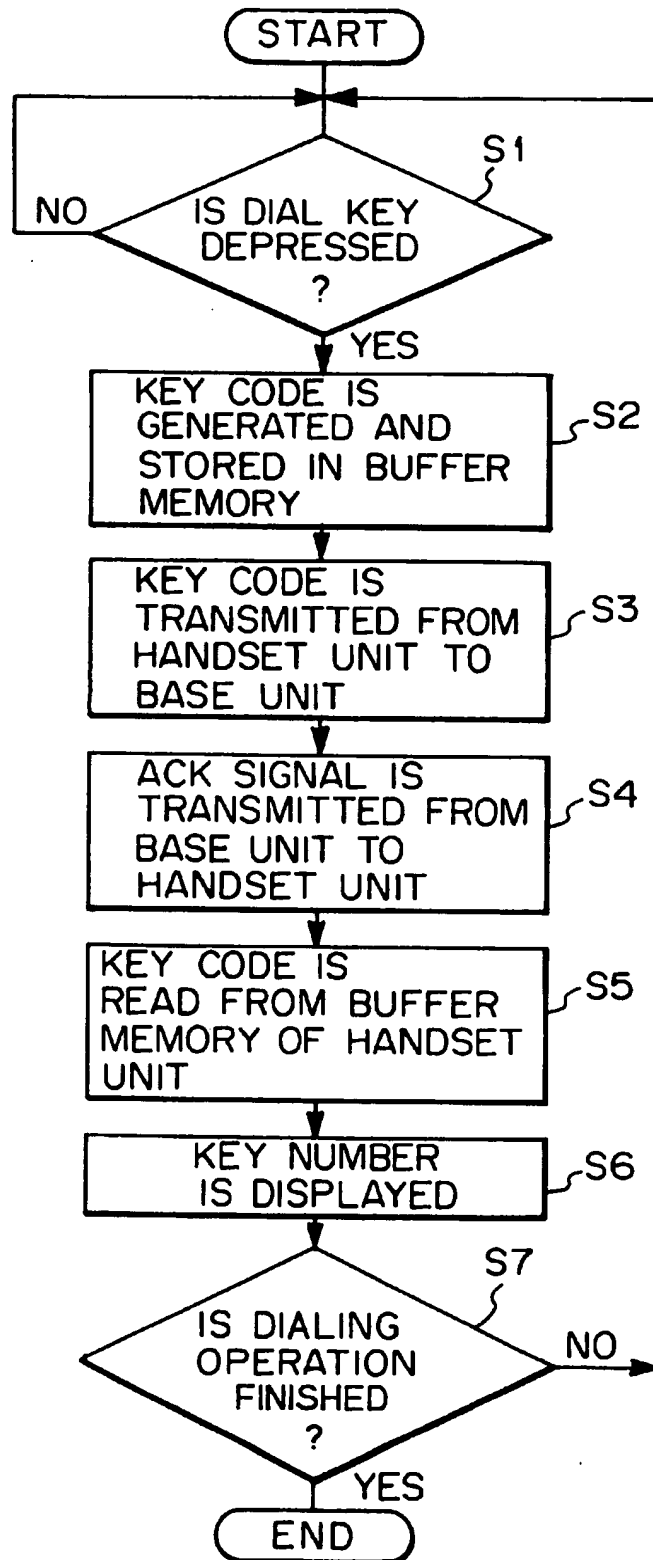 START
S1
NO
IS DIAL KEY
DEPRESSED
?
YES
KEY CODE IS
GENERATED AND
STORED IN BUFFER
MEMORY
S2
KEY CODE IS
TRANSMITTED FROM
HANDSET UNIT TO
BASE UNIT
S3
ACK SIGNAL IS
TRANSMITTED FROM
BASE UNIT TO
HANDSET UNIT
S4
KEY CODE IS
READ FROM BUFFER
MEMORY OF HANDSET
UNIT
S5
KEY NUMBER
IS DISPLAYED
S6
S7
IS DIALING
OPERATION
FINISHED
?
NO
YES
END